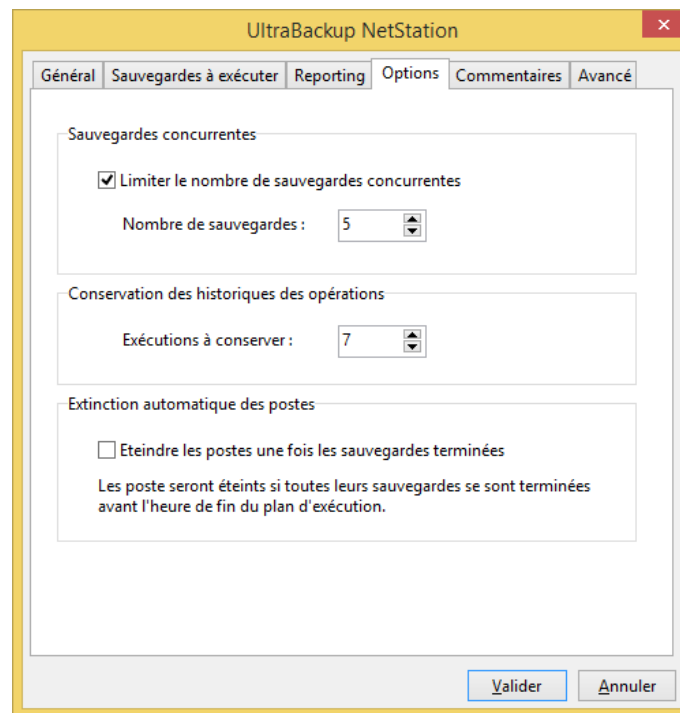 UltraBackup NetStation
Général Sauvegardes à exécuter Reporting Options Commentaires Avancé
Sauvegardes concurrentes
Limiter le nombre de sauvegardes concurrentes
Nombre de sauvegardes : 5
Conservation des historiques des opérations
Exécutions à conserver : 7
Extinction automatique des postes
Eteindre les postes une fois les sauvegardes terminées
Les poste seront éteints si toutes leurs sauvegardes se sont terminées
avant l'heure de fin du plan d'exécution.
Valider Annuler